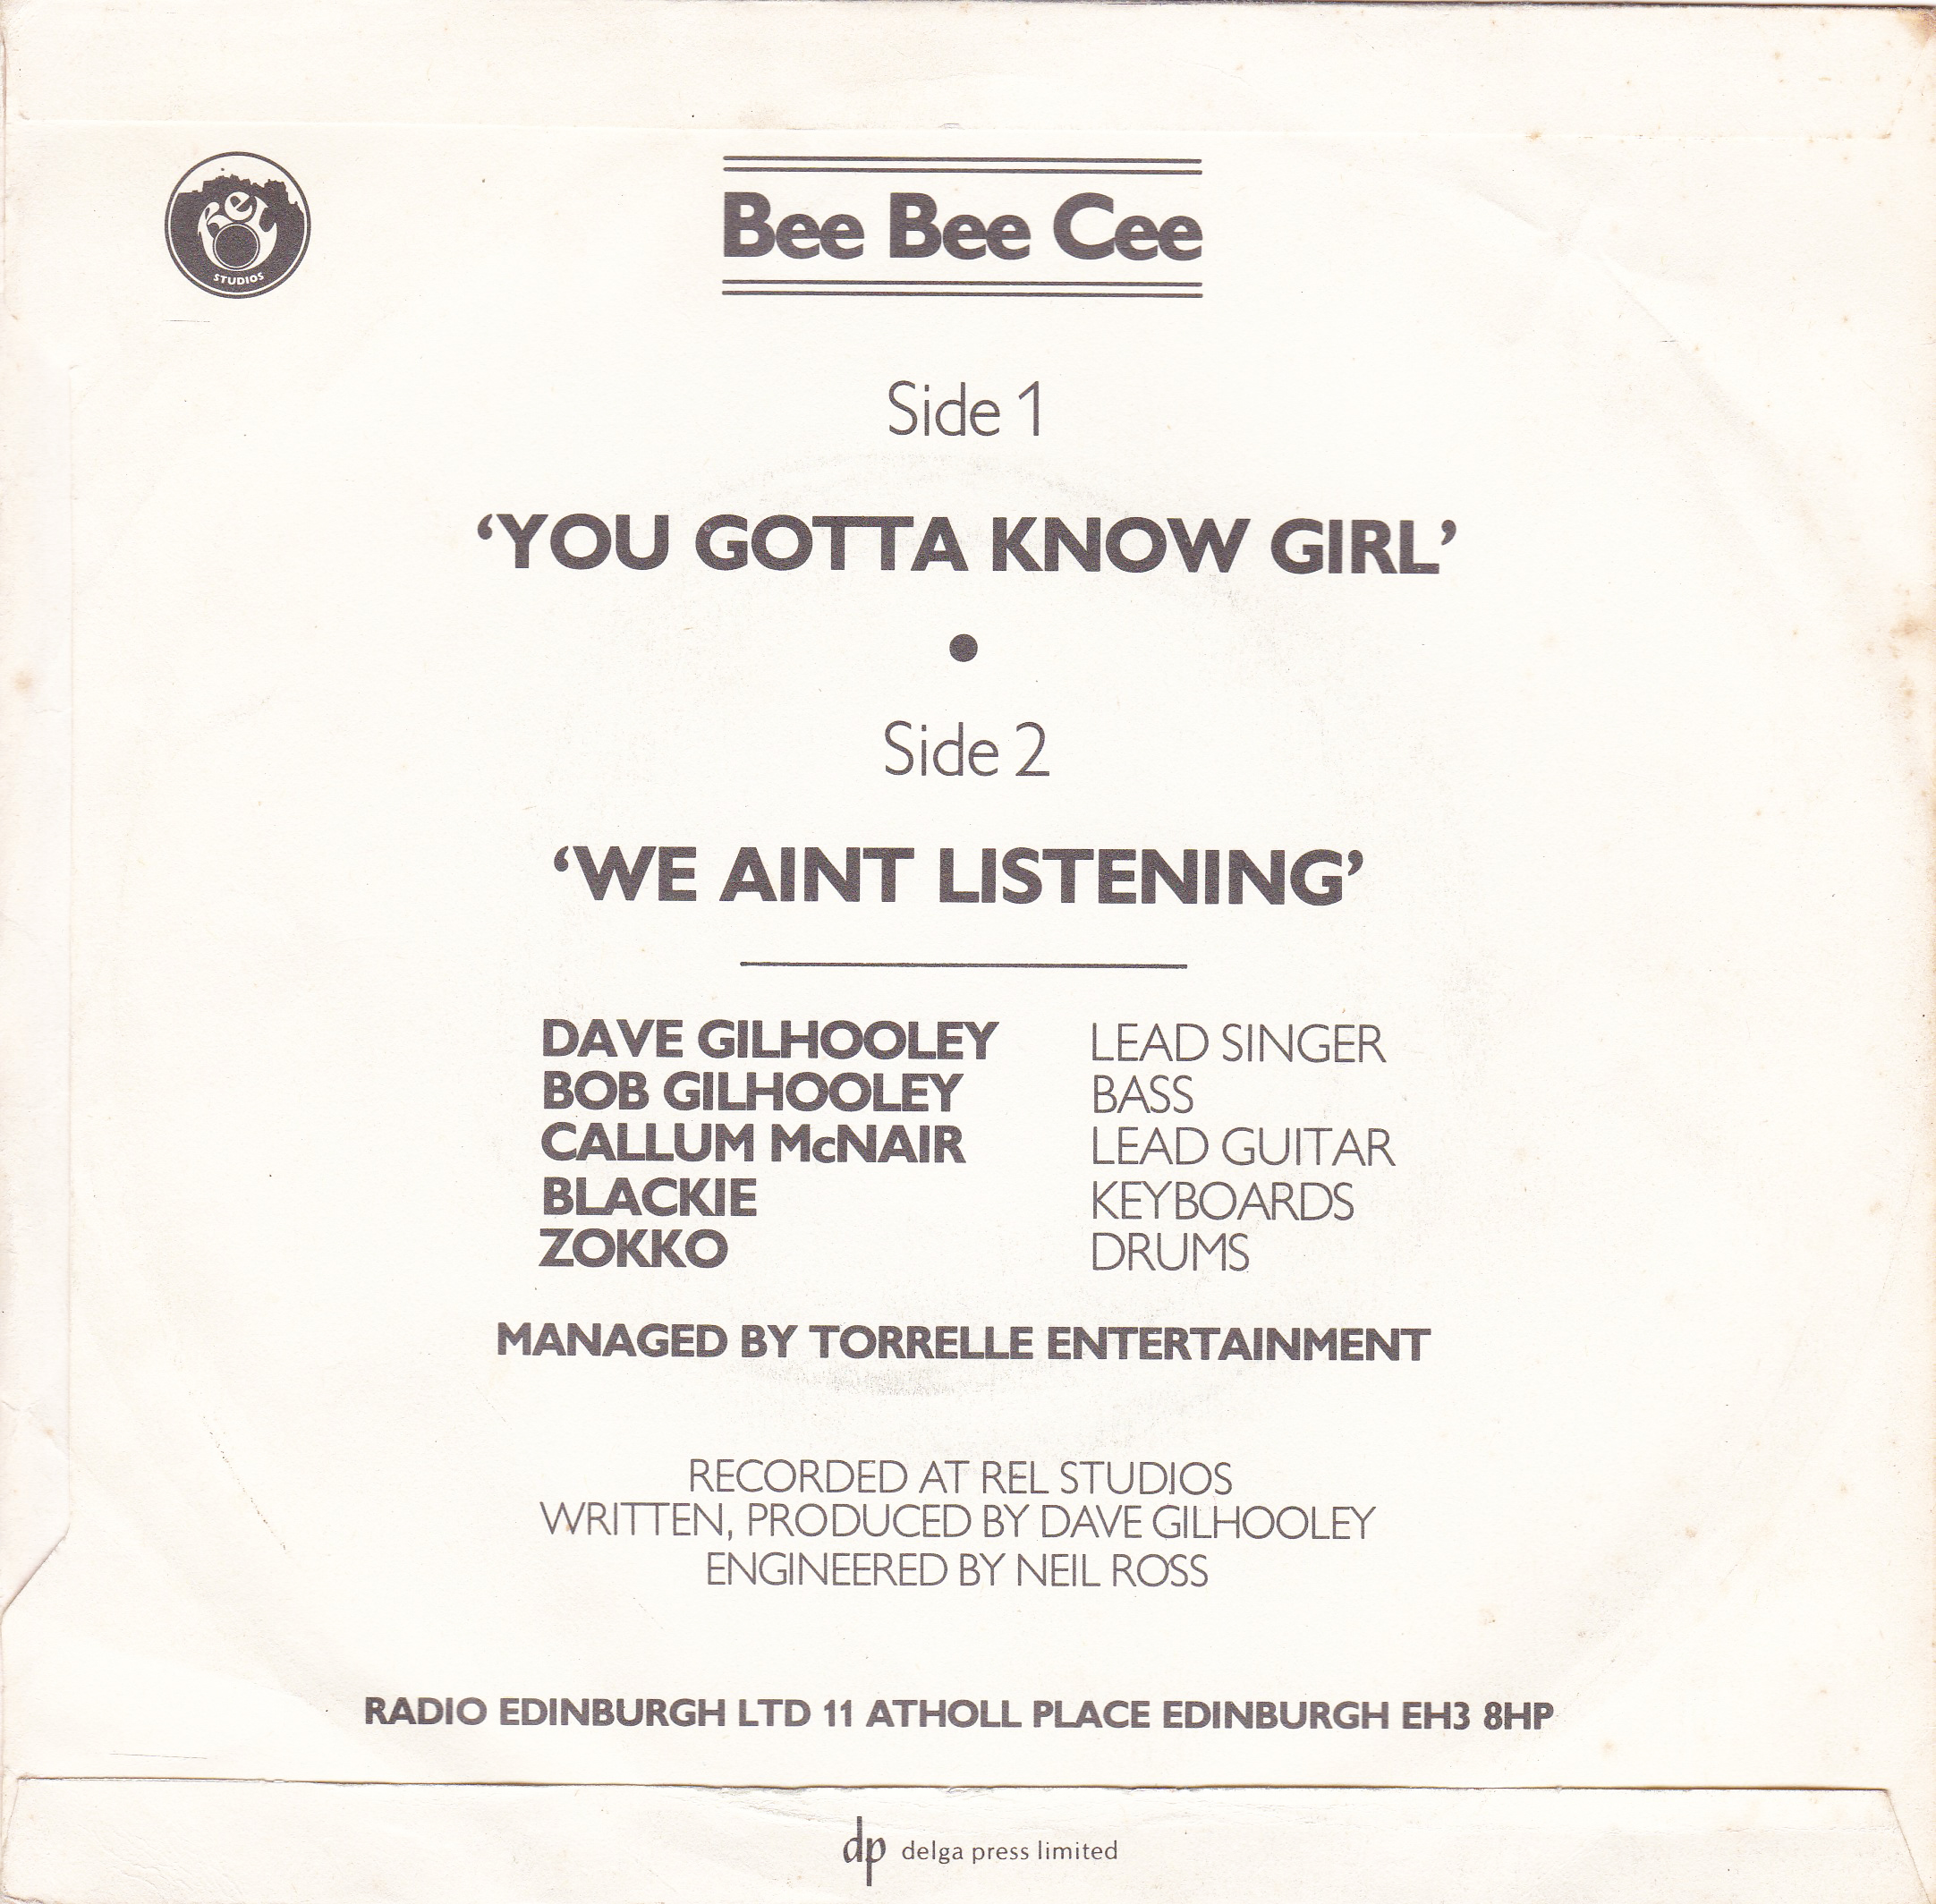 Rel
STUDIOS
Bee Bee Cee
Side 1
‘YOU GOTTA KNOW GIRL’
•
Side 2
‘WE AINT LISTENING’
DAVE GILHOOLEY LEAD SINGER
BOB GILHOOLEY BASS
CALLUM McNAIR LEAD GUITAR
BLACKIE KEYBOARDS
ZOKKO DRUMS
MANAGED BY TORRELLE ENTERTAINMENT
RECORDED AT REL STUDIOS
WRITTEN, PRODUCED BY DAVE GILHOOLEY
ENGINEERED BY NEIL ROSS
RADIO EDINBURGH LTD 11 ATHOLL PLACE EDINBURGH EH3 8HP
dp delga press limited